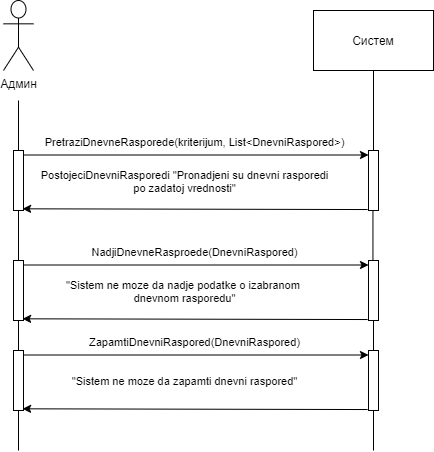 Систем
Админ
PretraziDnevneRasporede(kriterijum, List<DnevniRaspored>)
PostojeciDnevniRasporedi "Pronadjeni su dnevni rasporedi
po zadatoj vrednosti"
NadjiDnevneRasproede(DnevniRaspored)
"Sistem ne moze da nadje podatke o izabranom
dnevnom rasporedu"
ZapamtiDnevniRaspored(DnevniRaspored)
"Sistem ne moze da zapamti dnevni raspored"